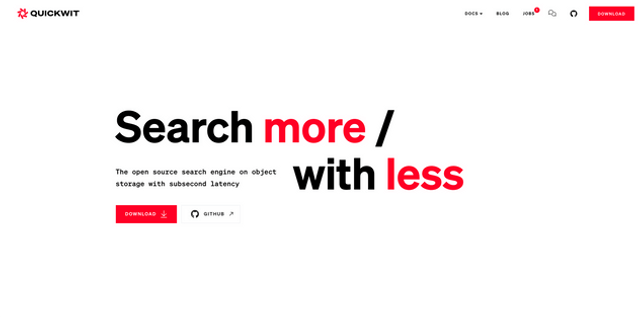 QUICKWIT
DOCS
BLOG
JOBS
DOWNLOAD
Search more /
with less
The open source search engine on object
storage with subsecond latency
DOWNLOAD
GITHUB